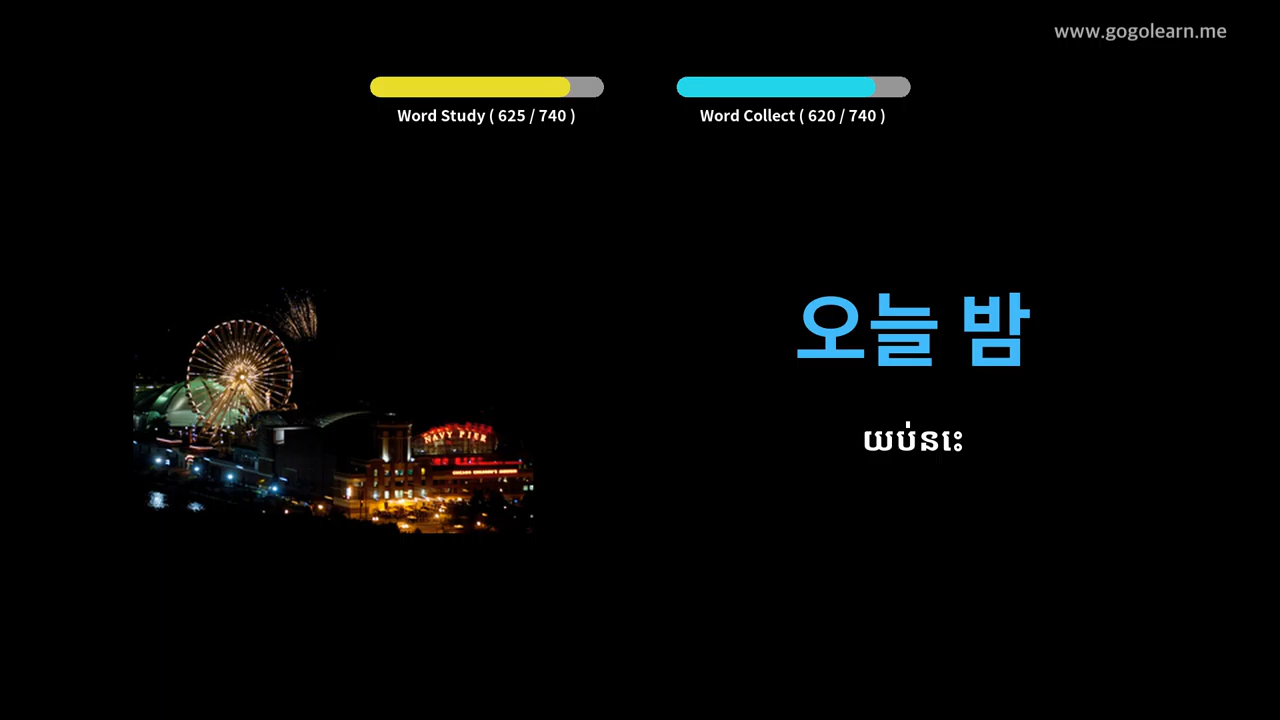 www.gogolearn.me
Word Study ( 625 / 740 )
Word Collect ( 620 / 740 )
오늘 밤
យប់នេះ
NAVY PIER